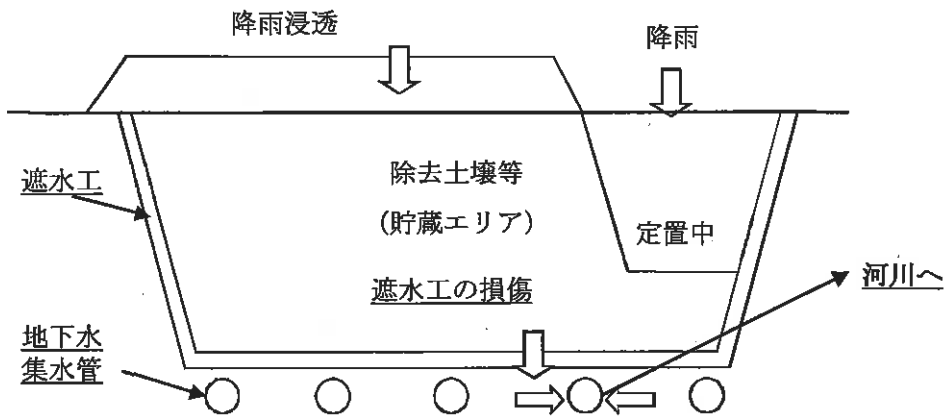 降雨浸透
降雨
遮水工
除去土壌等
(貯蔵エリア)
定置中
遮水工の損傷
河川へ
地下水
集水管